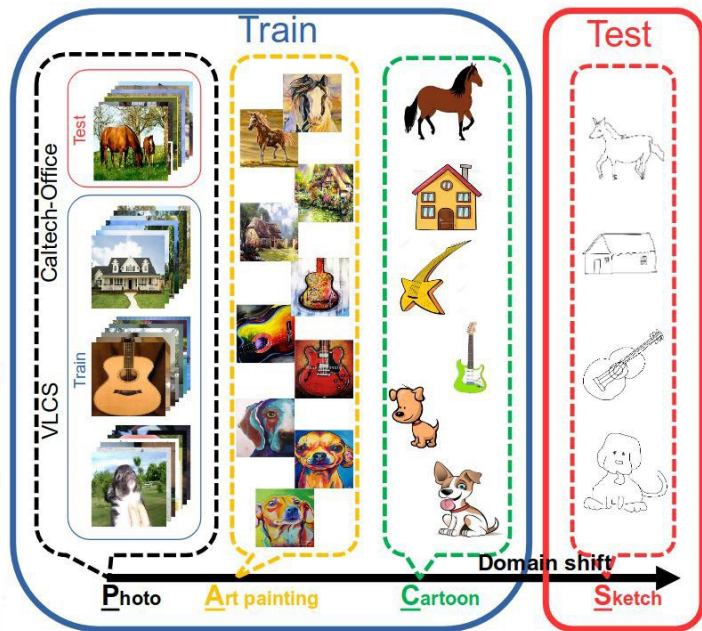 Train
Test
Caltech-Office
VLCS
Test
Train
Domain shift
Photo
Art painting
Cartoon
Sketch